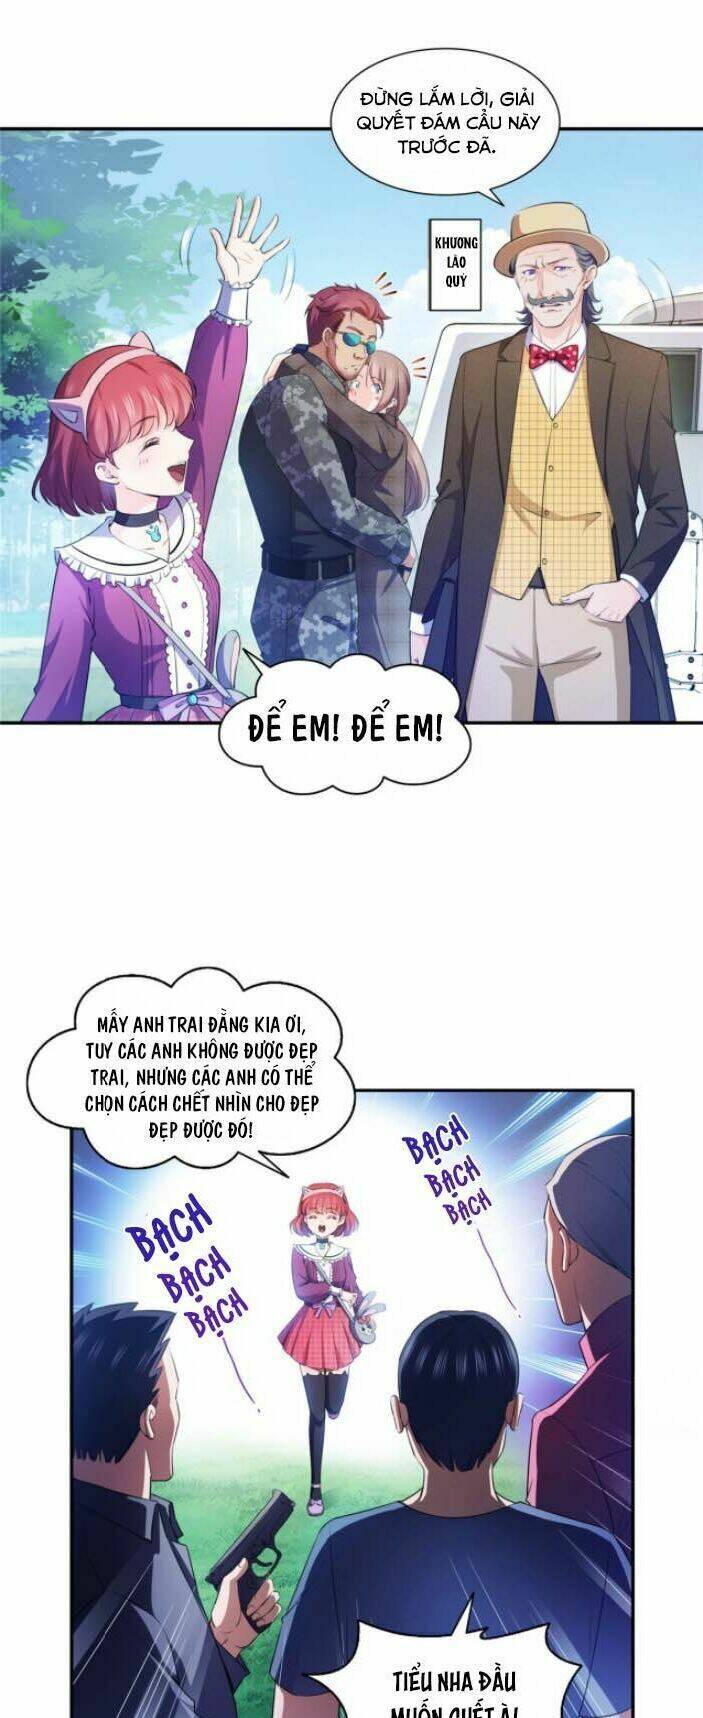 ĐỪNG LẮM LỜI, GIẢI
QUYẾT ĐÁM CẨU NÀY
TRƯỚC ĐÃ.
KHƯƠNG
LÃO
QUỶ
ĐỂ EM! ĐỂ EM!
MẤY ANH TRAI ĐẰNG KIA ƠI,
TUY CÁC ANH KHÔNG ĐƯỢC ĐẸP
TRAI, NHƯNG CÁC ANH CÓ THỂ
CHỌN CÁCH CHẾT NHÌN CHO ĐẸP
ĐẸP ĐƯỢC ĐÓ!
BẠCH
BẠCH
BẠCH
BẠCH
BẠCH
BẠCH
TIỂU NHA ĐẦU
MUỐN CHẾT À!